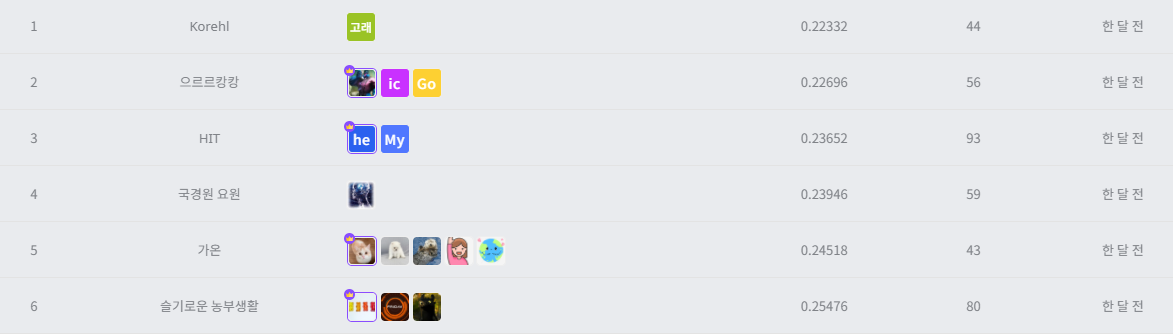 1 Korehl 고래 0.22332 44 한 달 전
2 으르르캉캉 ic Go 0.22696 56 한 달 전
3 HIT he My 0.23652 93 한 달 전
4 국경원 요원 0.23946 59 한 달 전
5 가온 0.24518 43 한 달 전
6 슬기로운 농부생활 0.25476 80 한 달 전